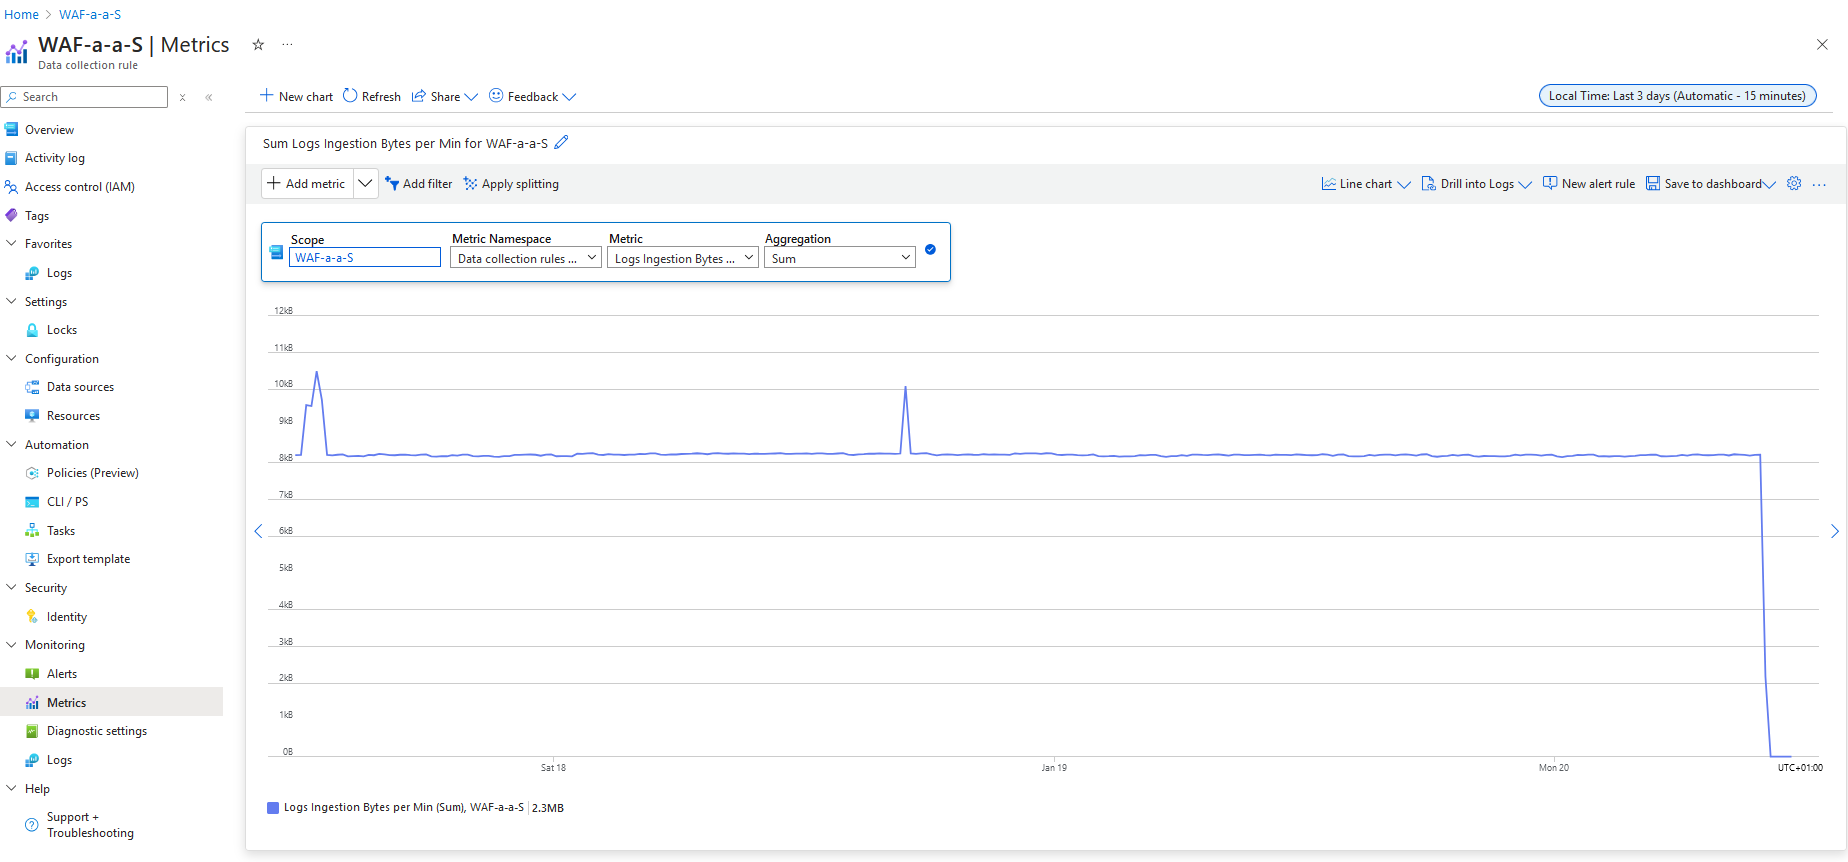 Home > WAF-a-a-S
WAF-a-a-S | Metrics
Data collection rule
Search
Overview
Activity log
Access control (IAM)
Tags
Favorites
Logs
Settings
Locks
Configuration
Data sources
Resources
Automation
Policies (Preview)
CLI / PS
Tasks
Export template
Security
Identity
Monitoring
Alerts
Metrics
Diagnostic settings
Logs
Help
Support +
Troubleshooting
New chart Refresh Share Feedback
Local Time: Last 3 days (Automatic - 15 minutes)
Sum Logs Ingestion Bytes per Min for WAF-a-a-S
Add metric Add filter Apply splitting
Line chart Drill into Logs New alert rule Save to dashboard
Scope Metric Namespace Metric Aggregation
WAF-a-a-S Data collection rules ... Logs Ingestion Bytes ... Sum
12kB
11kB
10kB
9kB
8kB
7kB
6kB
5kB
4kB
3kB
2kB
1kB
0B
Sat 18 Jan 19 Mon 20 UTC+01:00
Logs Ingestion Bytes per Min (Sum), WAF-a-a-S | 2.3MB